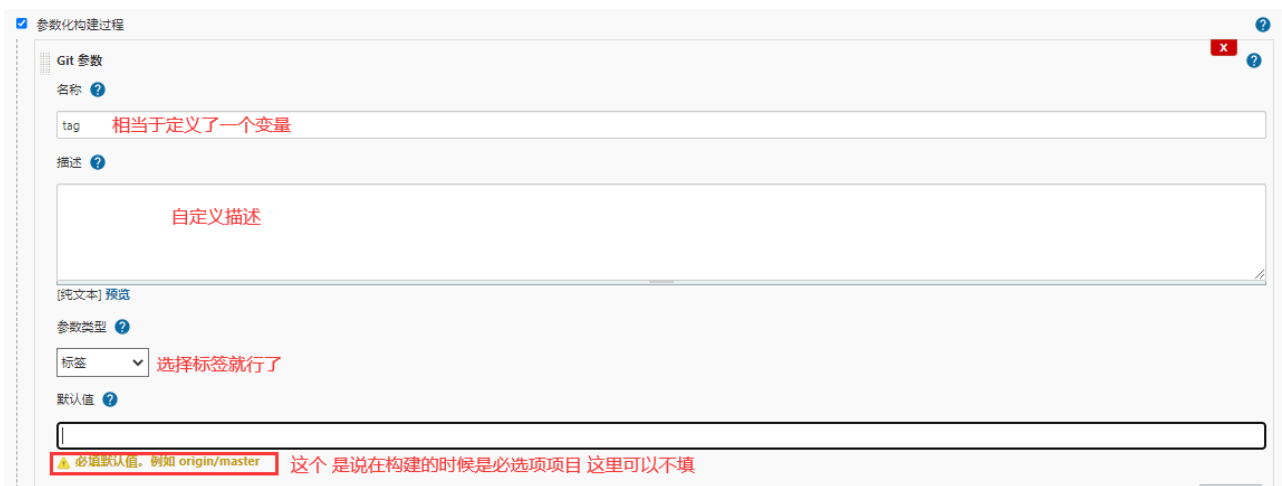 参数化构建过程
Git 参数
X
名称
tag 相当于定义了一个变量
描述
自定义描述
[纯文本] 预览
参数类型
标签 选择标签就行了
默认值
必填默认值。例如 origin/master 这个 是说在构建的时候是必选项项目 这里可以不填